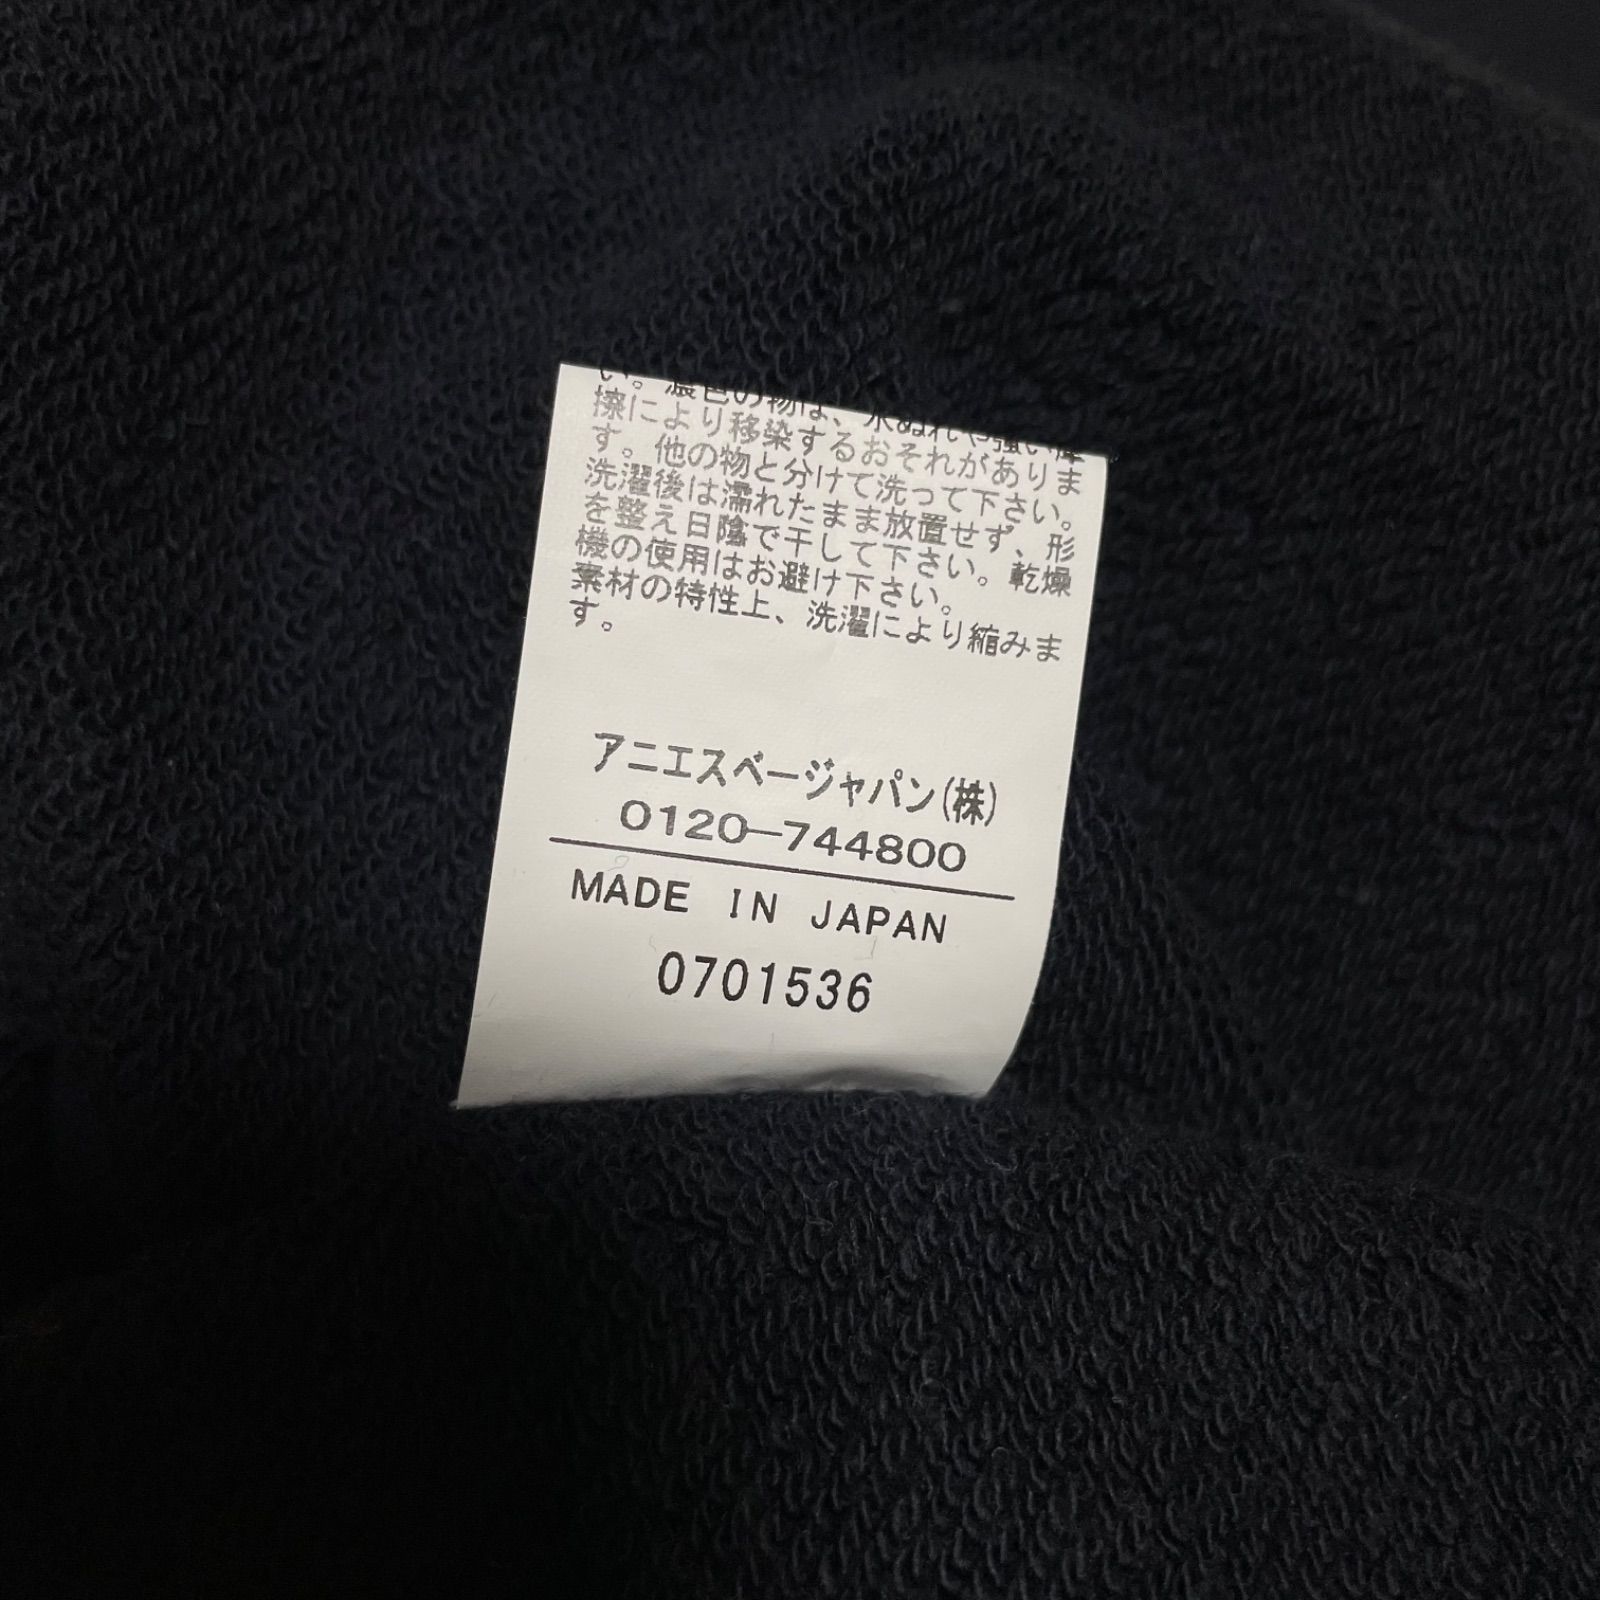 い。濃色の物は、水ぬれや強い摩
擦により移染するおそれがありま
す。他の物と分けて洗って下さい。
洗濯後は濡れたまま放置せず、形
を整え日陰で干して下さい。乾燥
機の使用はお避け下さい。
素材の特性上、洗濯により縮みま
す。
アニエスベージャパン(株)
0120-744800
MADE IN JAPAN
0701536